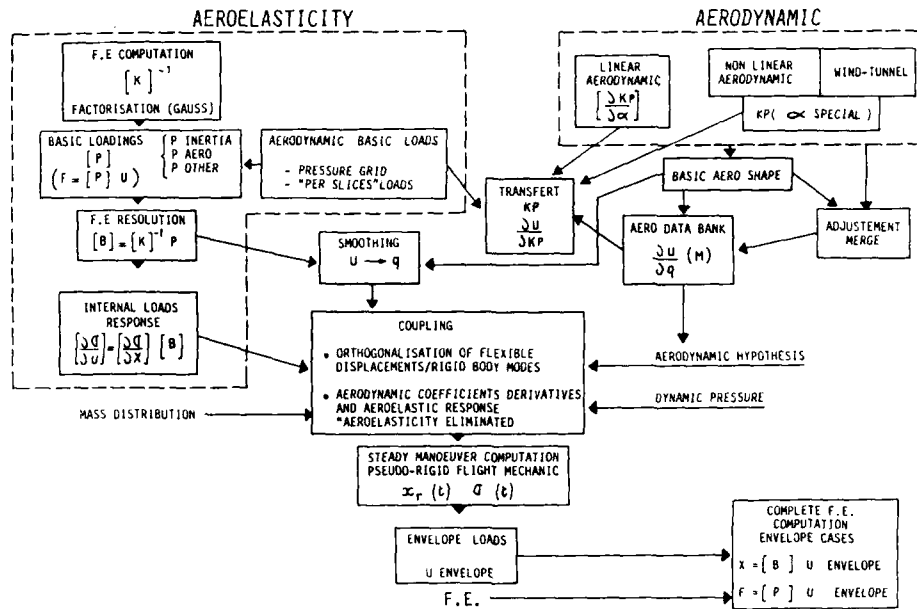 AEROELASTICITY
AERODYNAMIC
F.E COMPUTATION
[K]⁻¹
FACTORISATION (GAUSS)
BASIC LOADINGS
[P]
(F = [P] U)
{ P INERTIA
P AERO
P OTHER
AERODYNAMIC BASIC LOADS
- PRESSURE GRID
- "PER SLICES"LOADS
F.E RESOLUTION
[B] = [K]⁻¹ P
INTERNAL LOADS
RESPONSE
[∂σ/∂U] = [∂σ/∂X] [B]
LINEAR
AERODYNAMIC
[∂KP/∂α]
NON LINEAR
AERODYNAMIC
WIND-TUNNEL
KP( α SPECIAL )
TRANSFERT
KP
∂U/∂KP
BASIC AERO SHAPE
AERO DATA BANK
∂U/∂q (M)
ADJUSTEMENT
MERGE
SMOOTHING
U → q
COUPLING
• ORTHOGONALISATION OF FLEXIBLE
DISPLACEMENTS/RIGID BODY MODES
• AERODYNAMIC COEFFICIENTS DERIVATIVES
AND AEROELASTIC RESPONSE
"AEROELASTICITY ELIMINATED
AERODYNAMIC HYPOTHESIS
DYNAMIC PRESSURE
MASS DISTRIBUTION
STEADY MANOEUVER COMPUTATION
PSEUDO-RIGID FLIGHT MECHANIC
xᵣ (t) σ (t)
ENVELOPE LOADS
U ENVELOPE
F.E.
COMPLETE F.E.
COMPUTATION
ENVELOPE CASES
X = [ B ] U ENVELOPE
F = [ P ] U ENVELOPE